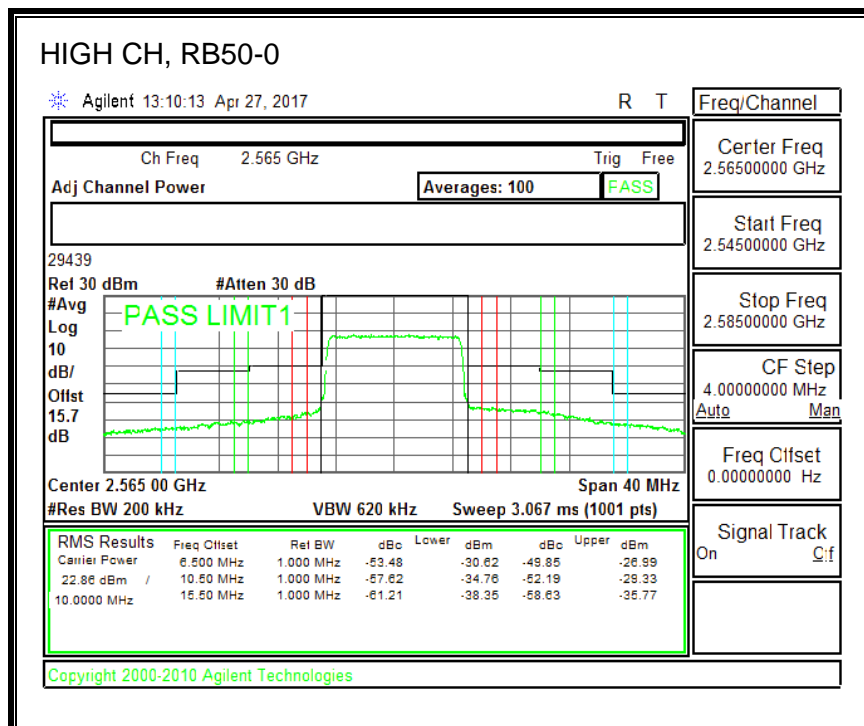 HIGH CH, RB50-0
Agilent 13:10:13 Apr 27, 2017 R T
Freq/Channel
Ch Freq 2.565 GHz Trig Free
Adj Channel Power Averages: 100 PASS
Center Freq
2.56500000 GHz
Start Freq
2.54500000 GHz
Stop Freq
2.58500000 GHz
CF Step
4.00000000 MHz
Auto Man
Freq Offset
0.00000000 Hz
Signal Track
On Off
29439
Ref 30 dBm #Atten 30 dB
#Avg
Log
10
dB/
Offst
15.7
dB
PASS LIMIT1
Center 2.565 00 GHz Span 40 MHz
#Res BW 200 kHz VBW 620 kHz Sweep 3.067 ms (1001 pts)
RMS Results Freq Offset Ref BW dBc Lower dBm dBc Upper dBm
Carrier Power 6.500 MHz 1.000 MHz -53.48 -30.62 -49.85 -26.99
22.86 dBm / 10.50 MHz 1.000 MHz -57.62 -34.76 -52.19 -29.33
10.0000 MHz 15.50 MHz 1.000 MHz -61.21 -38.35 -58.63 -35.77
Copyright 2000-2010 Agilent Technologies